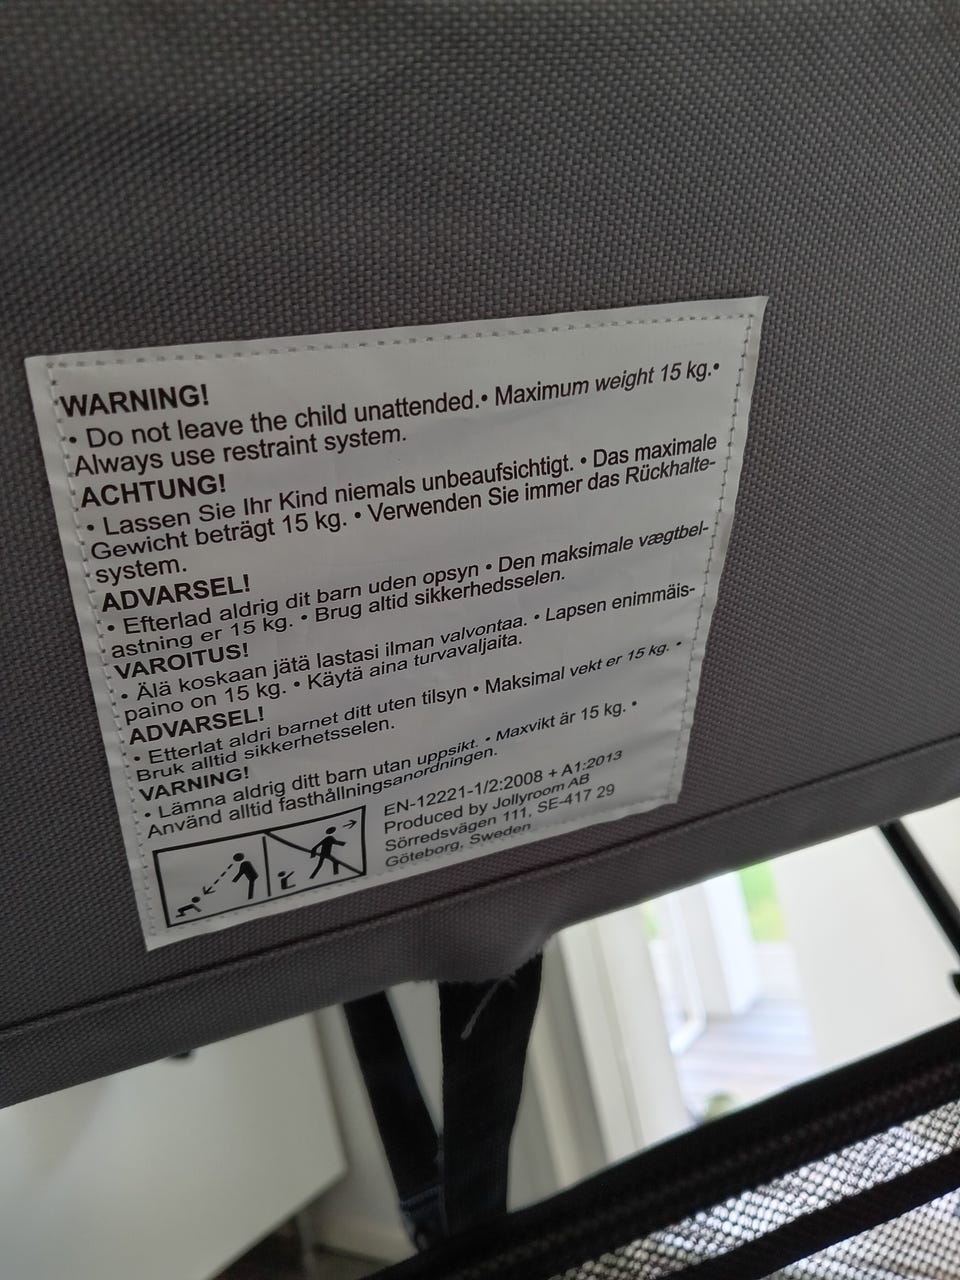 WARNING!
• Do not leave the child unattended.• Maximum weight 15 kg.•
Always use restraint system.
ACHTUNG!
• Lassen Sie Ihr Kind niemals unbeaufsichtigt. • Das maximale
Gewicht beträgt 15 kg. • Verwenden Sie immer das Rückhalte-
system.
ADVARSEL!
• Efterlad aldrig dit barn uden opsyn • Den maksimale vægtbel-
astning er 15 kg. • Brug altid sikkerhedsselen.
VAROITUS!
• Älä koskaan jätä lastasi ilman valvontaa. • Lapsen enimmäis-
paino on 15 kg. • Käytä aina turvavaljaita.
ADVARSEL!
• Etterlat aldri barnet ditt uten tilsyn • Maksimal vekt er 15 kg. •
Bruk alltid sikkerhetsselen.
VARNING!
• Lämna aldrig ditt barn utan uppsikt. • Maxvikt är 15 kg. •
Använd alltid fasthållningsanordningen.
EN-12221-1/2:2008 + A1:2013
Produced by Jollyroom AB
Sörredsvägen 111, SE-417 29
Göteborg, Sweden